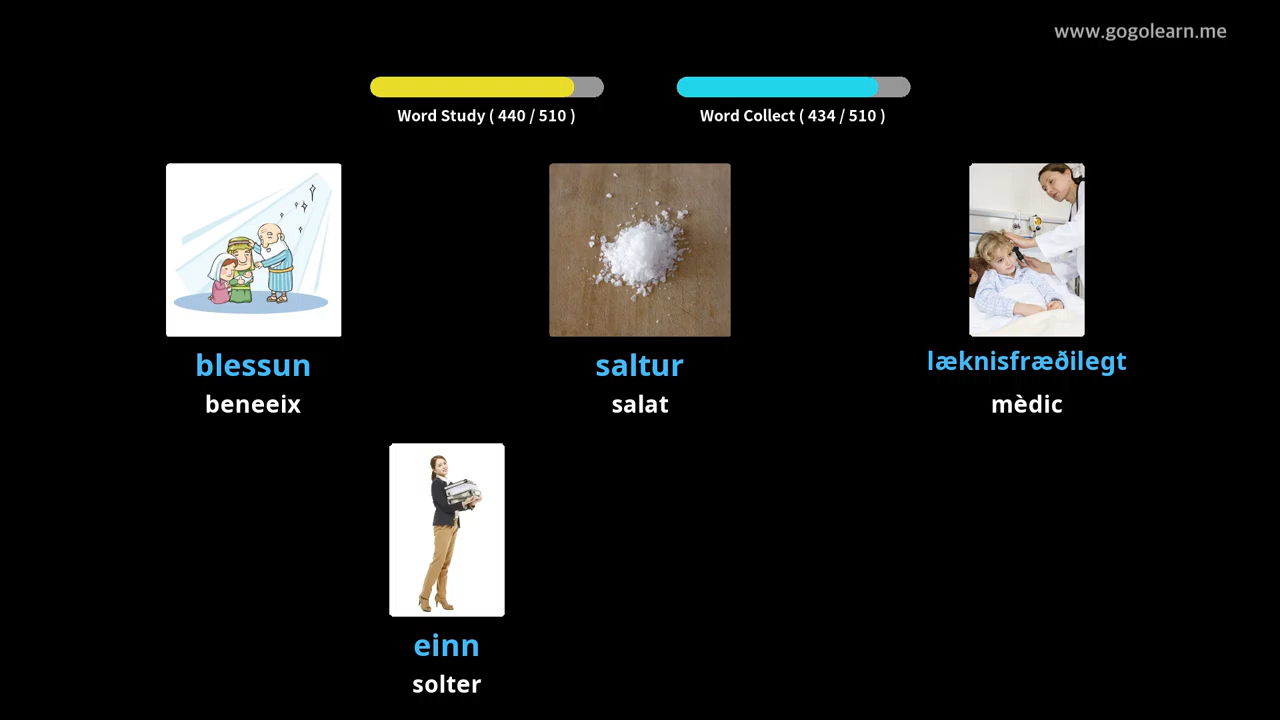 www.gogolearn.me
Word Study ( 440 / 510 )
Word Collect ( 434 / 510 )
blessun
beneeix
saltur
salat
læknisfræðilegt
mèdic
einn
solter